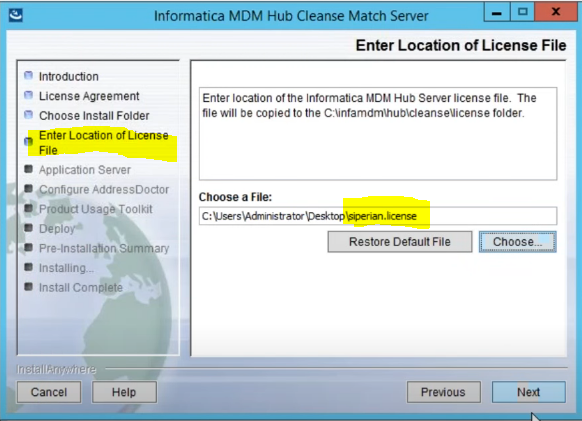 Informatica MDM Hub Cleanse Match Server
Enter Location of License File
Introduction
License Agreement
Choose Install Folder
Enter Location of License
File
Application Server
Configure AddressDoctor
Product Usage Toolkit
Deploy
Pre-Installation Summary
Installing...
Install Complete
Enter location of the Informatica MDM Hub Server license file. The
file will be copied to the C:\infamdm\hub\cleanse\license folder.
Choose a File:
C:\Users\Administrator\Desktop\siperian.license
Restore Default File
Choose...
InstallAnywhere
Cancel
Help
Previous
Next